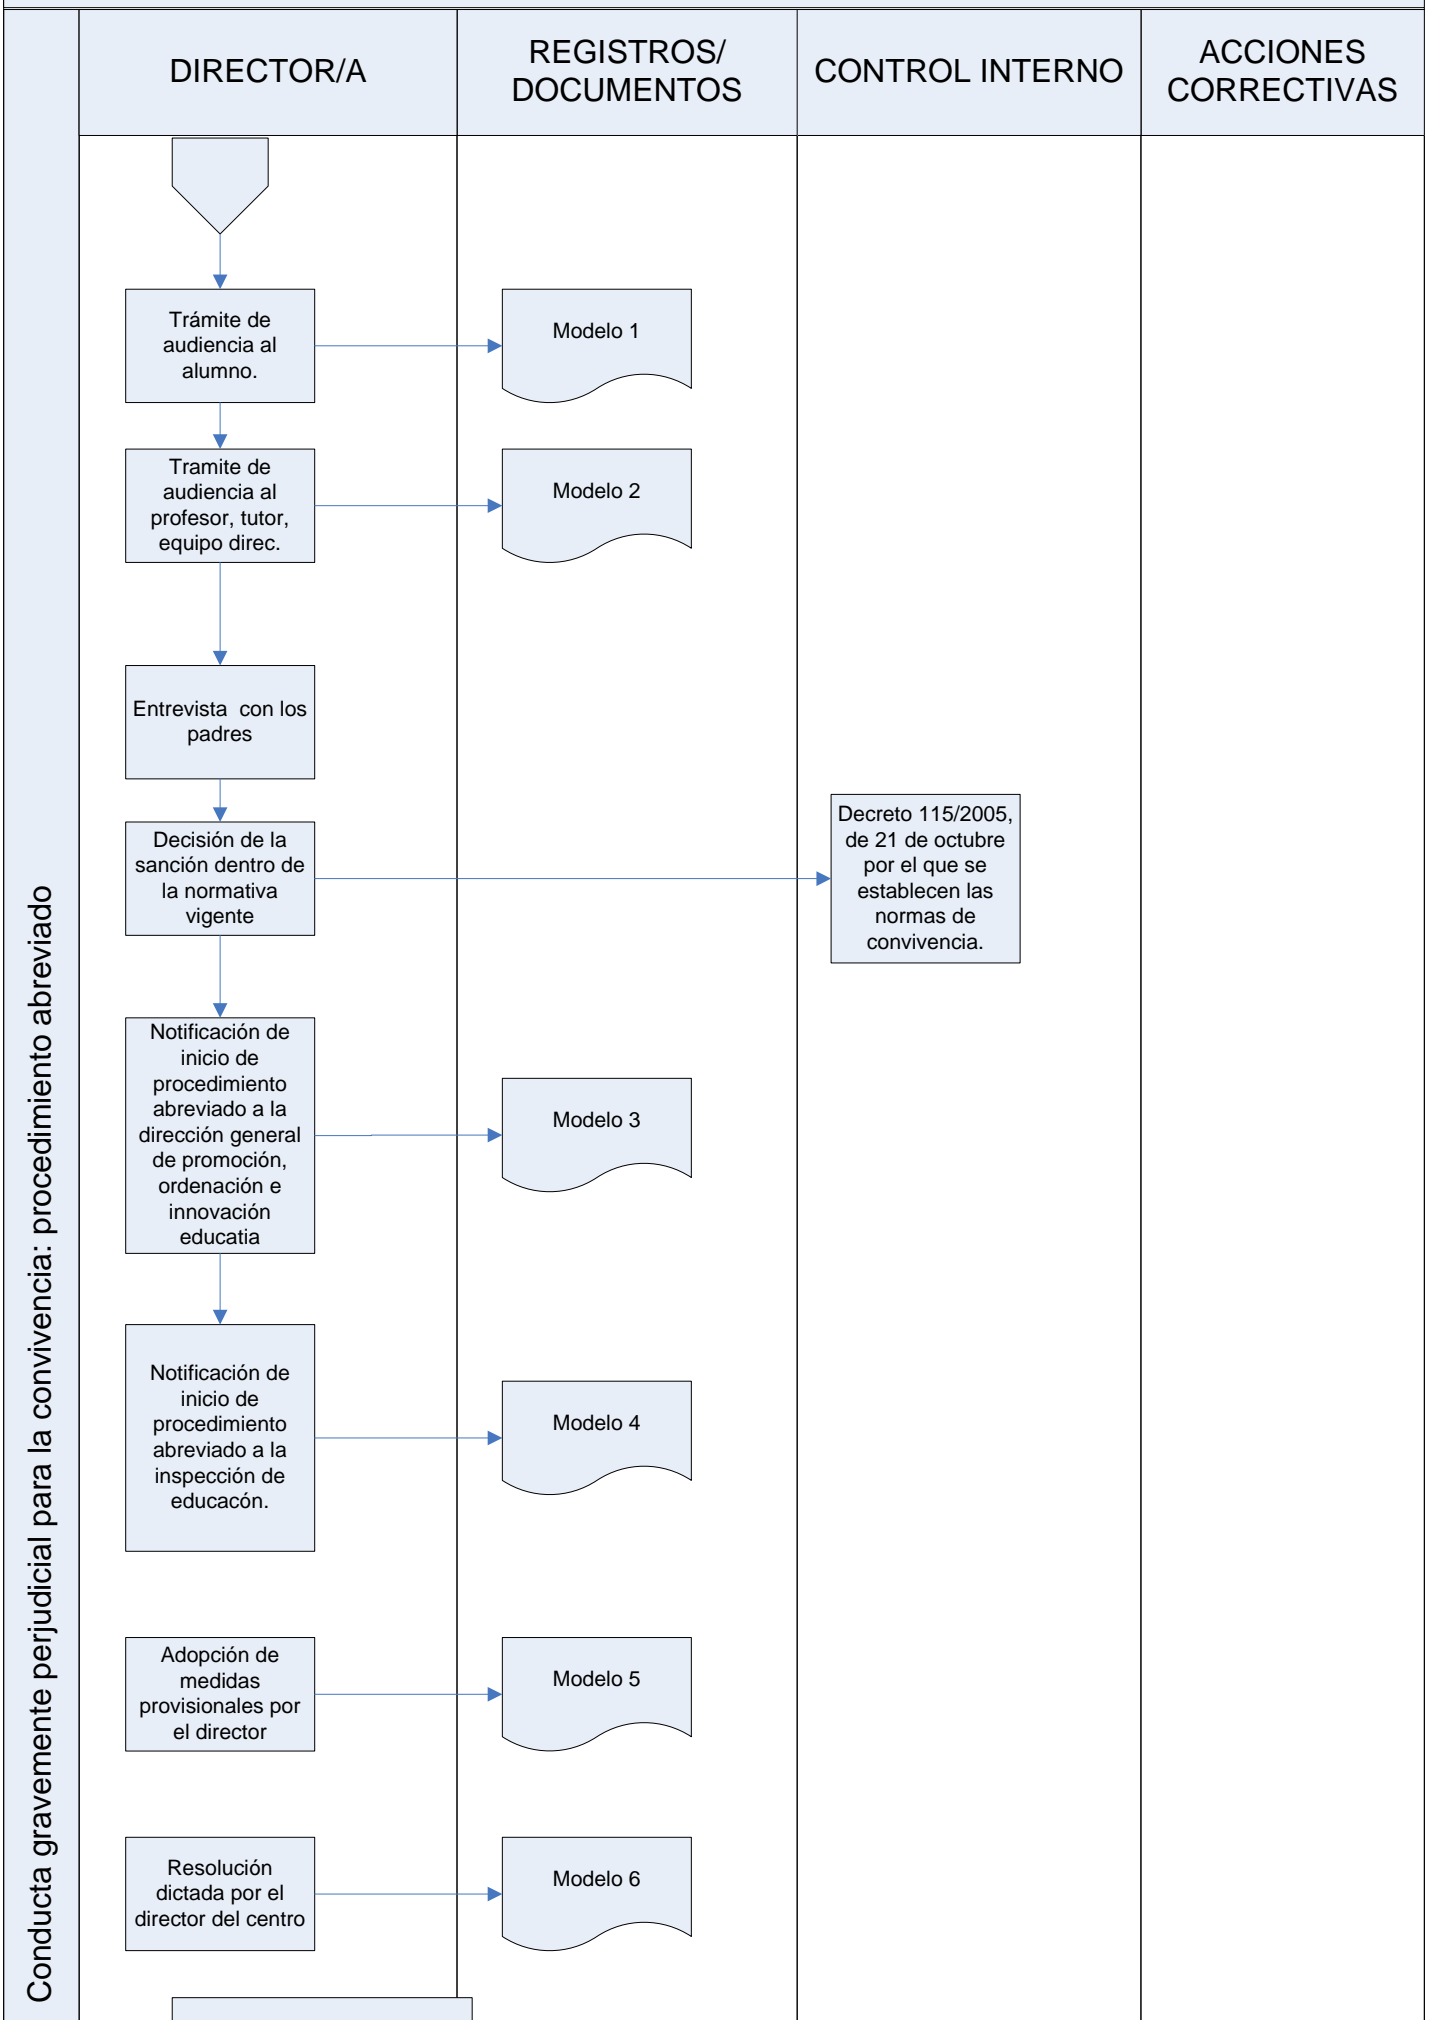 DIRECTOR/A
REGISTROS/
DOCUMENTOS
CONTROL INTERNO
ACCIONES
CORRECTIVAS
Conducta gravemente perjudicial para la convivencia: procedimiento abreviado
Trámite de
audiencia al
alumno.
Modelo 1
Tramite de
audiencia al
profesor, tutor,
equipo direc.
Modelo 2
Entrevista  con los
padres
Decisión de la
sanción dentro de
la normativa
vigente
Decreto 115/2005,
de 21 de octubre
por el que se
establecen las
normas de
convivencia.
Notificación de
inicio de
procedimiento
abreviado a la
dirección general
de promoción,
ordenación e
innovación
educatia
Modelo 3
Notificación de
inicio de
procedimiento
abreviado a la
inspección de
educacón.
Modelo 4
Adopción de
medidas
provisionales por
el director
Modelo 5
Resolución
dictada por el
director del centro
Modelo 6